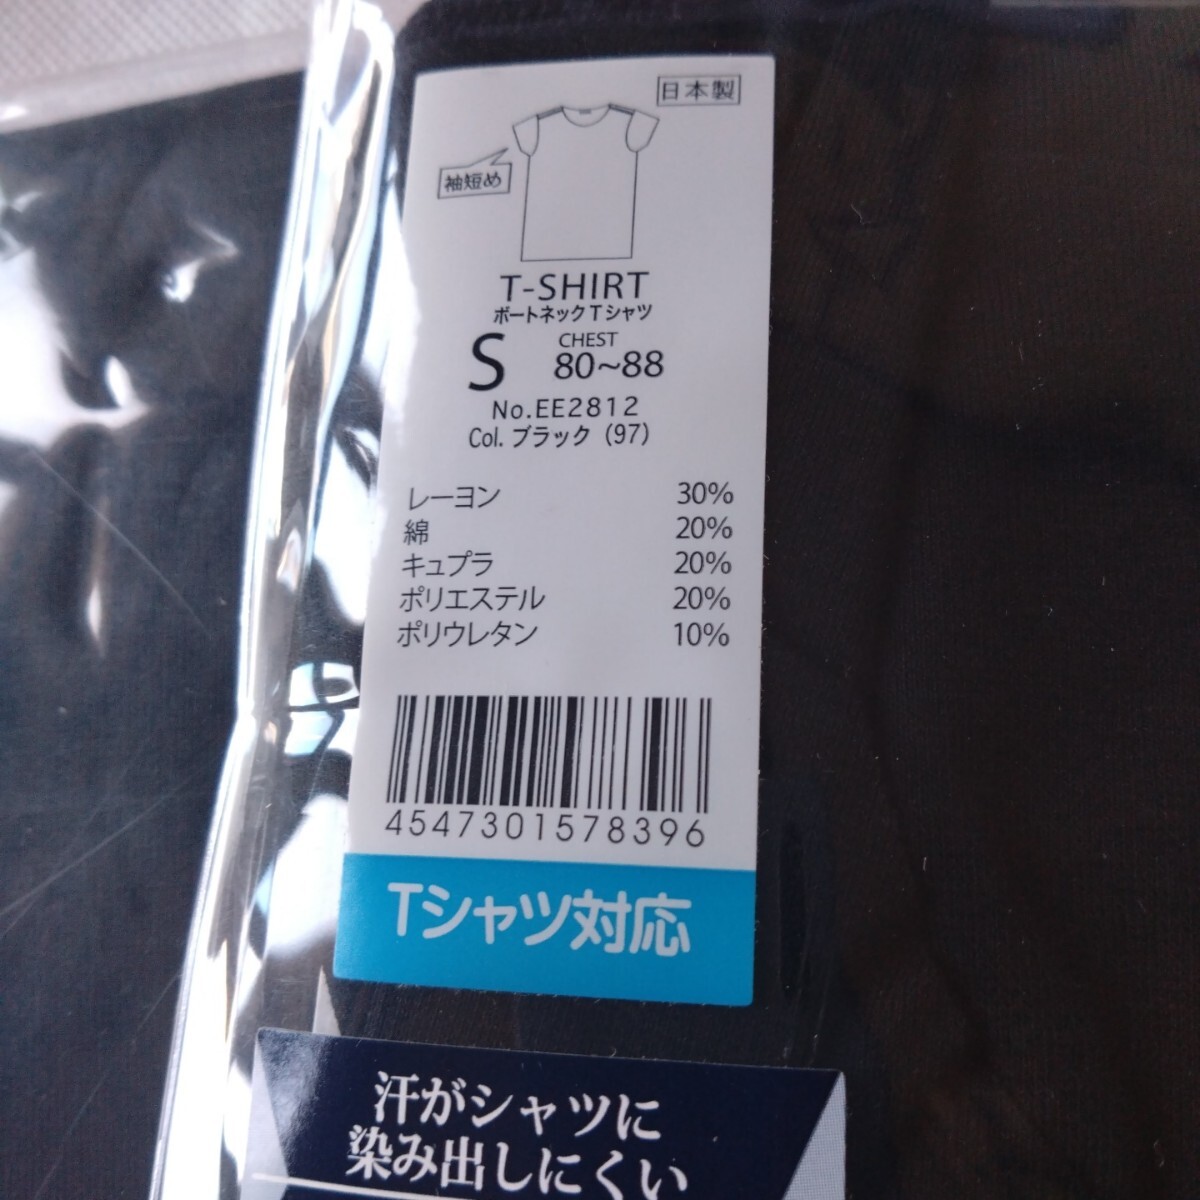 日本製
袖短め
T-SHIRT
ボートネックTシャツ
S CHEST 80~88
No.EE2812
Col. ブラック (97)
レーヨン 30%
綿 20%
キュプラ 20%
ポリエステル 20%
ポリウレタン 10%
4547301578396
Tシャツ対応
汗がシャツに
染み出しにくい